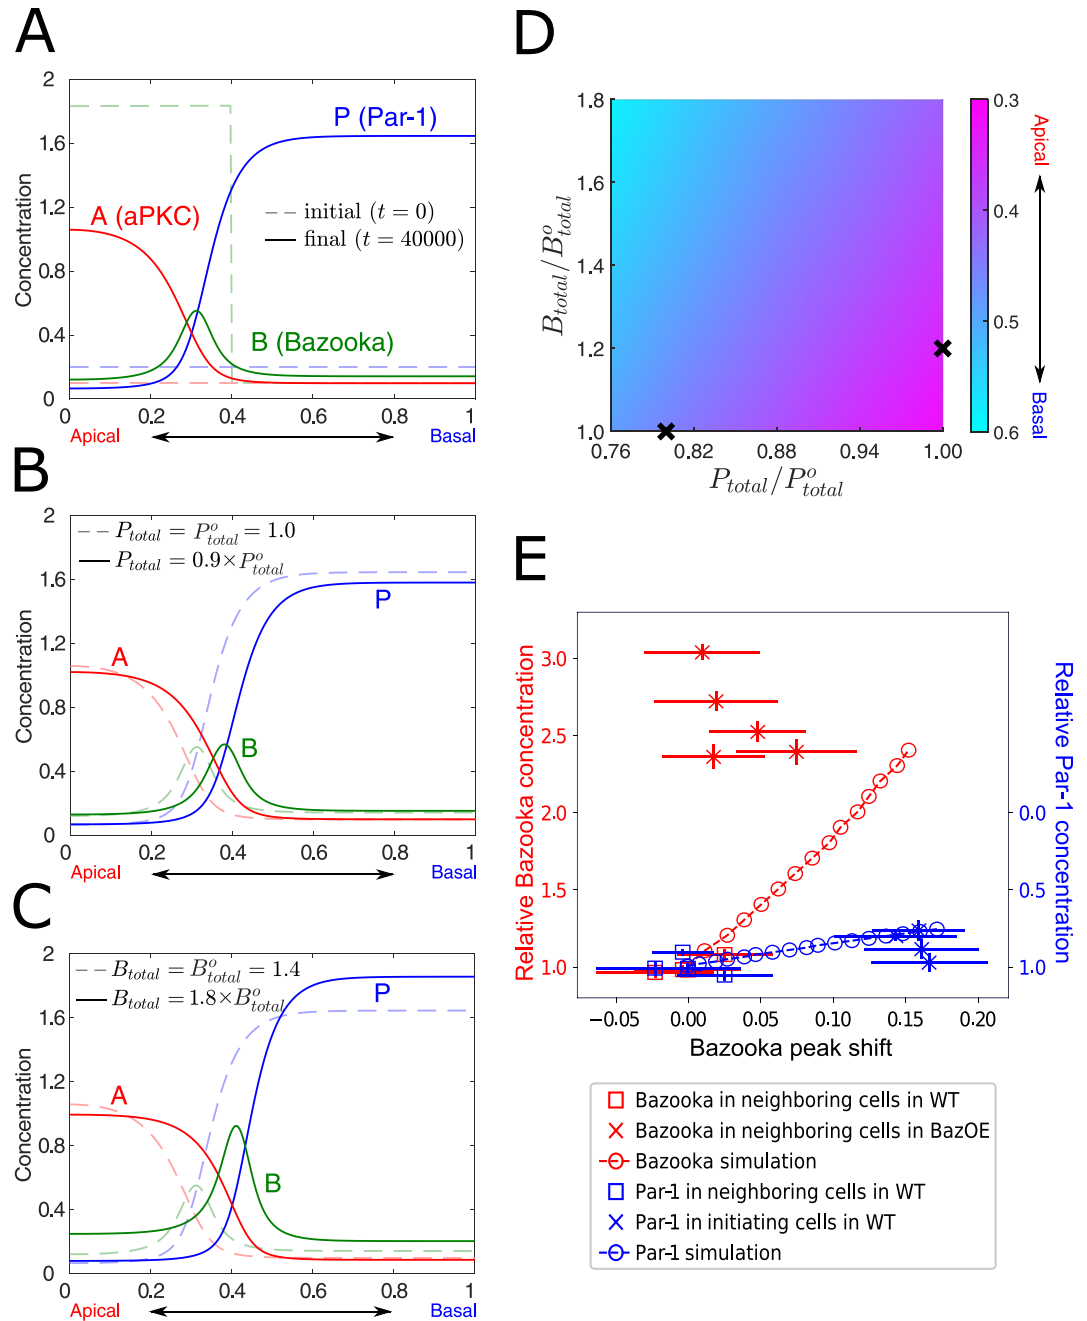 A
2
1.6
1.2
0.8
0.4
0
Concentration
P (Par-1)
A (aPKC)
initial (t = 0)
final (t = 40000)
B (Bazooka)
0 0.2 0.4 0.6 0.8 1
Apical Basal
B
2
1.6
1.2
0.8
0.4
0
Concentration
P_total = P^o_total = 1.0
P_total = 0.9×P^o_total
P
A
B
0 0.2 0.4 0.6 0.8 1
Apical Basal
C
2
1.6
1.2
0.8
0.4
0
Concentration
B_total = B^o_total = 1.4
B_total = 1.8×B^o_total
P
A
B
0 0.2 0.4 0.6 0.8 1
Apical Basal
D
1.8
1.6
1.4
1.2
1.0
B_total/B^o_total
0.76 0.82 0.88 0.94 1.00
P_total/P^o_total
0.3
0.4
0.5
0.6
Apical
Basal
E
3.0
2.5
2.0
1.5
1.0
Relative Bazooka concentration
0.0
0.5
1.0
Relative Par-1 concentration
−0.05 0.00 0.05 0.10 0.15 0.20
Bazooka peak shift
Bazooka in neighboring cells in WT
Bazooka in neighboring cells in BazOE
Bazooka simulation
Par-1 in neighboring cells in WT
Par-1 in initiating cells in WT
Par-1 simulation